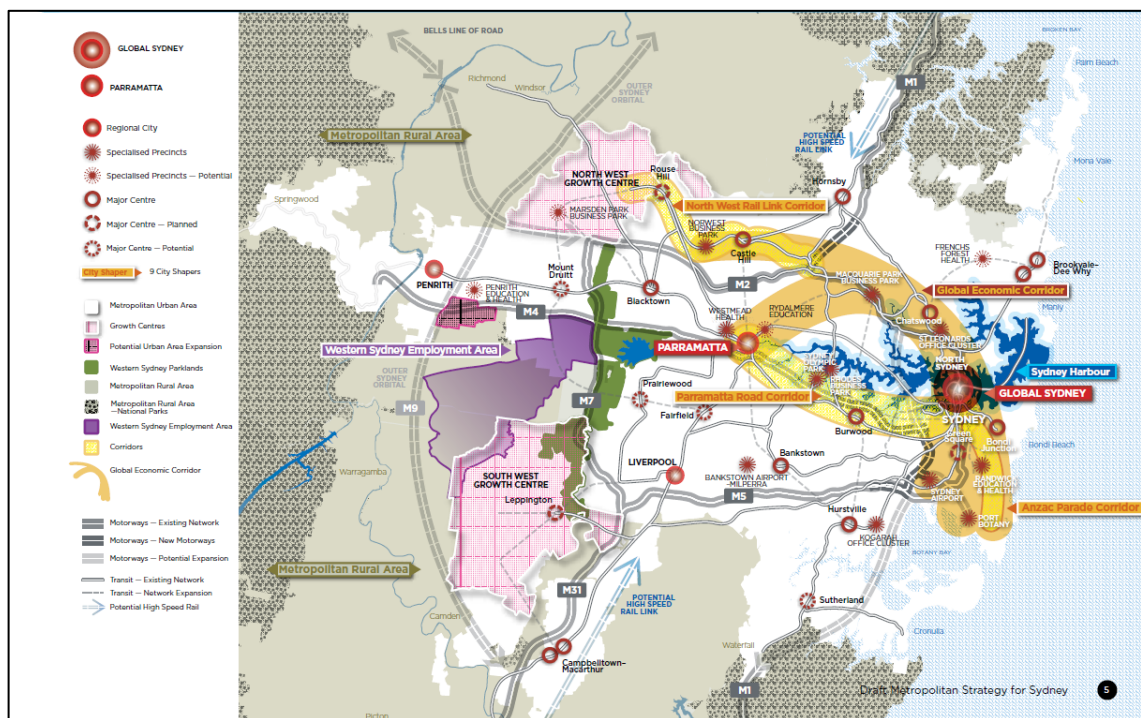 GLOBAL SYDNEY
PARRAMATTA
Regional City
Specialised Precincts
Specialised Precincts — Potential
Major Centre
Major Centre — Planned
Major Centre — Potential
City Shaper
9 City Shapers
Metropolitan Urban Area
Growth Centres
Potential Urban Area Expansion
Western Sydney Parklands
Metropolitan Rural Area
Metropolitan Rural Area
—National Parks
Western Sydney Employment Area
Corridors
Global Economic Corridor
Motorways — Existing Network
Motorways — New Motorways
Motorways — Potential Expansion
Transit — Existing Network
Transit — Network Expansion
Potential High Speed Rail
BELLS LINE OF ROAD
BROKEN BAY
Palm Beach
Richmond
Windsor
OUTER
SYDNEY
ORBITAL
M1
Metropolitan Rural Area
POTENTIAL
HIGH SPEED
RAIL LINK
Mona Vale
Rouse
Hill
NORTH WEST
GROWTH CENTRE
Hornsby
Springwood
MARSDEN PARK
BUSINESS PARK
North West Rail Link Corridor
NORWEST
BUSINESS
PARK
Castle
Hill
FRENCHS
FOREST
HEALTH
Brookvale–
Dee Why
PENRITH
Mount
Druitt
MACQUARIE PARK
BUSINESS PARK
PENRITH
EDUCATION
& HEALTH
Blacktown
M2
Global Economic Corridor
Manly
M4
WESTMEAD
HEALTH
RYDALMERE
EDUCATION
Chatswood
ST LEONARDS
OFFICE CLUSTER
Western Sydney Employment Area
PARRAMATTA
NORTH
SYDNEY
Sydney Harbour
SYDNEY
OLYMPIC
PARK
RHODES
BUSINESS
PARK
OUTER
SYDNEY
ORBITAL
Prairiewood
Parramatta Road Corridor
GLOBAL SYDNEY
M9
M7
Fairfield
Burwood
SYDNEY
Green
Square
Bondi
Junction
Bondi Beach
Warragamba
SOUTH WEST
GROWTH CENTRE
LIVERPOOL
Bankstown
BANKSTOWN AIRPORT
–MILPERRA
RANDWICK
EDUCATION
& HEALTH
SYDNEY
AIRPORT
Leppington
M5
Hurstville
KOGARAH
OFFICE CLUSTER
PORT
BOTANY
Anzac Parade Corridor
BOTANY BAY
Metropolitan Rural Area
M31
POTENTIAL
HIGH SPEED
RAIL LINK
Sutherland
Camden
Cronulla
Waterfall
Campbelltown–
Macarthur
M1
Draft Metropolitan Strategy for Sydney
5
Picton